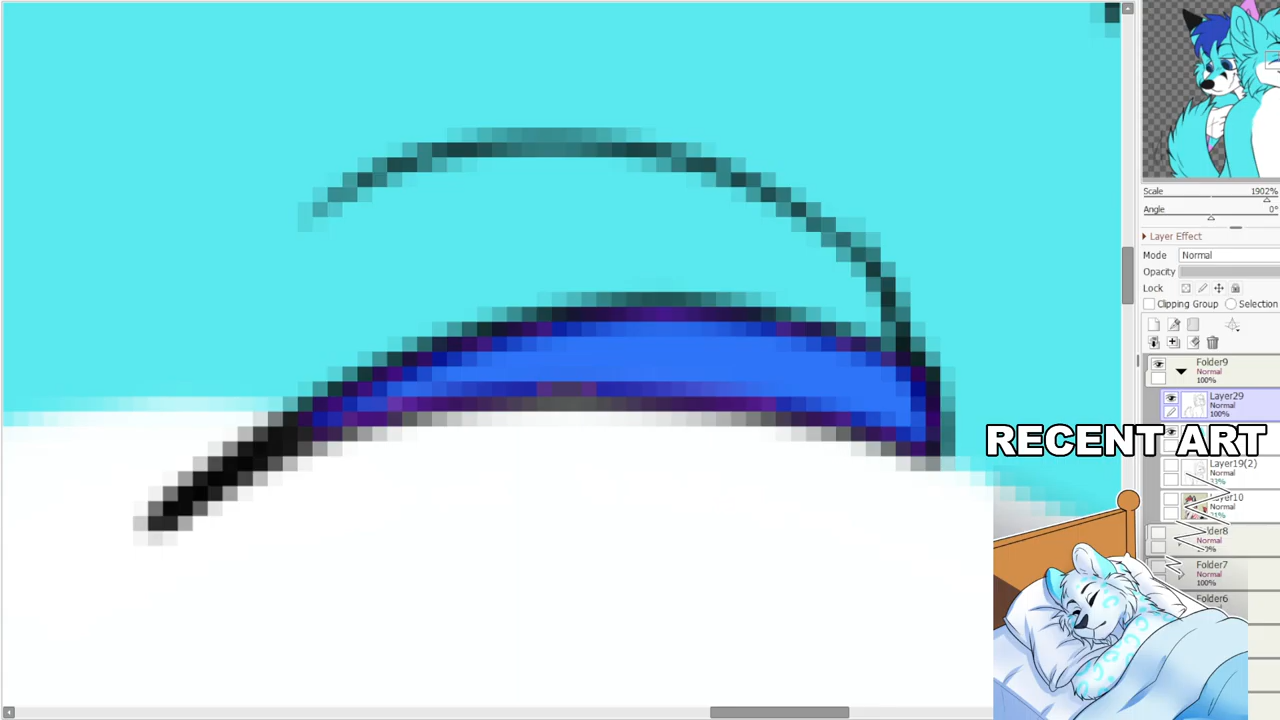 Scale 1902%
Angle 0°
Layer Effect
Mode Normal
Opacity
Lock
Clipping Group Selection
Folder9
Normal
100%
Layer29
Normal
100%
RECENT ART
Layer19(2)
Normal
33%
Layer10
Normal
Folder8
Normal
Folder7
Normal
100%
Folder6